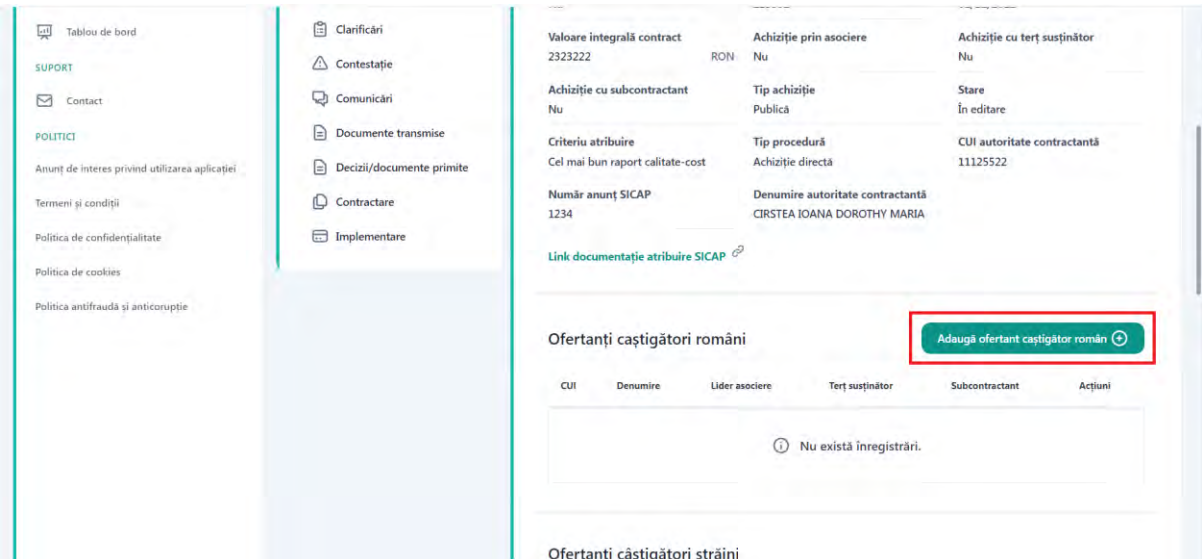 Tablou de bord
SUPORT
Contact
POLITICI
Anunț de interes privind utilizarea aplicației
Termeni și condiții
Politica de confidențialitate
Politica de cookies
Politica antifraudă și anticorupție
Clarificări
Contestație
Comunicări
Documente transmise
Decizii/documente primite
Contractare
Implementare
Valoare integrală contract
2323222 RON
Achiziție prin asociere
Nu
Achiziție cu terț susținător
Nu
Achiziție cu subcontractant
Nu
Tip achiziție
Publică
Stare
În editare
Criteriu atribuire
Cel mai bun raport calitate-cost
Tip procedură
Achiziție directă
CUI autoritate contractantă
11125522
Număr anunț SICAP
1234
Denumire autoritate contractantă
CIRSTEA IOANA DOROTHY MARIA
Link documentație atribuire SICAP
Ofertanți caștigători români
Adaugă ofertant caștigător român
CUI Denumire Lider asociere Terț susținător Subcontractant Acțiuni
Nu există înregistrări.
Ofertanți câștigători străini